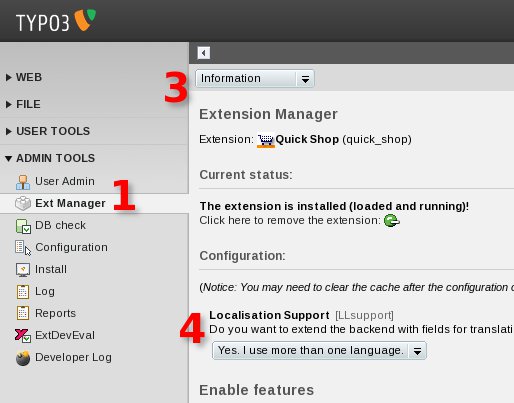 TYPO3
WEB
FILE
USER TOOLS
ADMIN TOOLS
User Admin
Ext Manager
1
DB check
Configuration
Install
Log
Reports
ExtDevEval
Developer Log
3
Information
Extension Manager
Extension: Quick Shop (quick_shop)
Current status:
The extension is installed (loaded and running)!
Click here to remove the extension:
Configuration:
(Notice: You may need to clear the cache after the configuration o
4
Localisation Support [LLsupport]
Do you want to extend the backend with fields for translati
Yes. I use more than one language.
Enable features